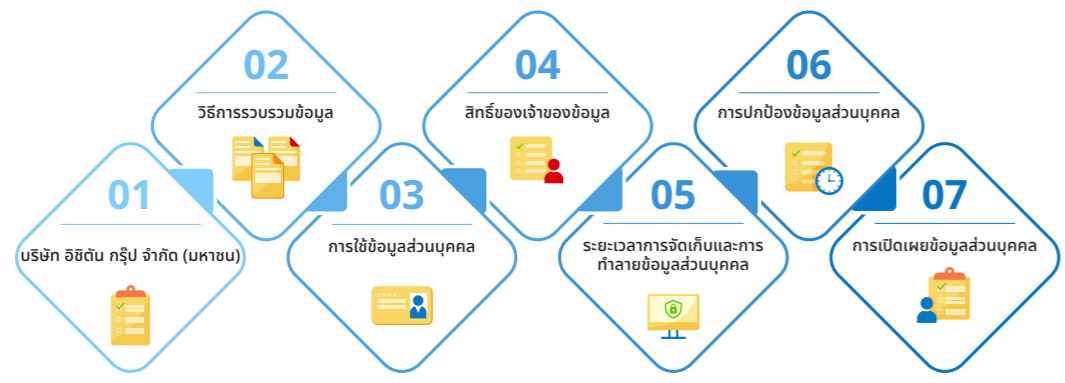 01
บริษัท อิชิตัน กรุ๊ป จำกัด (มหาชน)
02
วิธีการรวบรวมข้อมูล
03
การใช้ข้อมูลส่วนบุคคล
04
สิทธิ์ของเจ้าของข้อมูล
05
ระยะเวลาการจัดเก็บและการ
ทำลายข้อมูลส่วนบุคคล
06
การปกป้องข้อมูลส่วนบุคคล
07
การเปิดเผยข้อมูลส่วนบุคคล